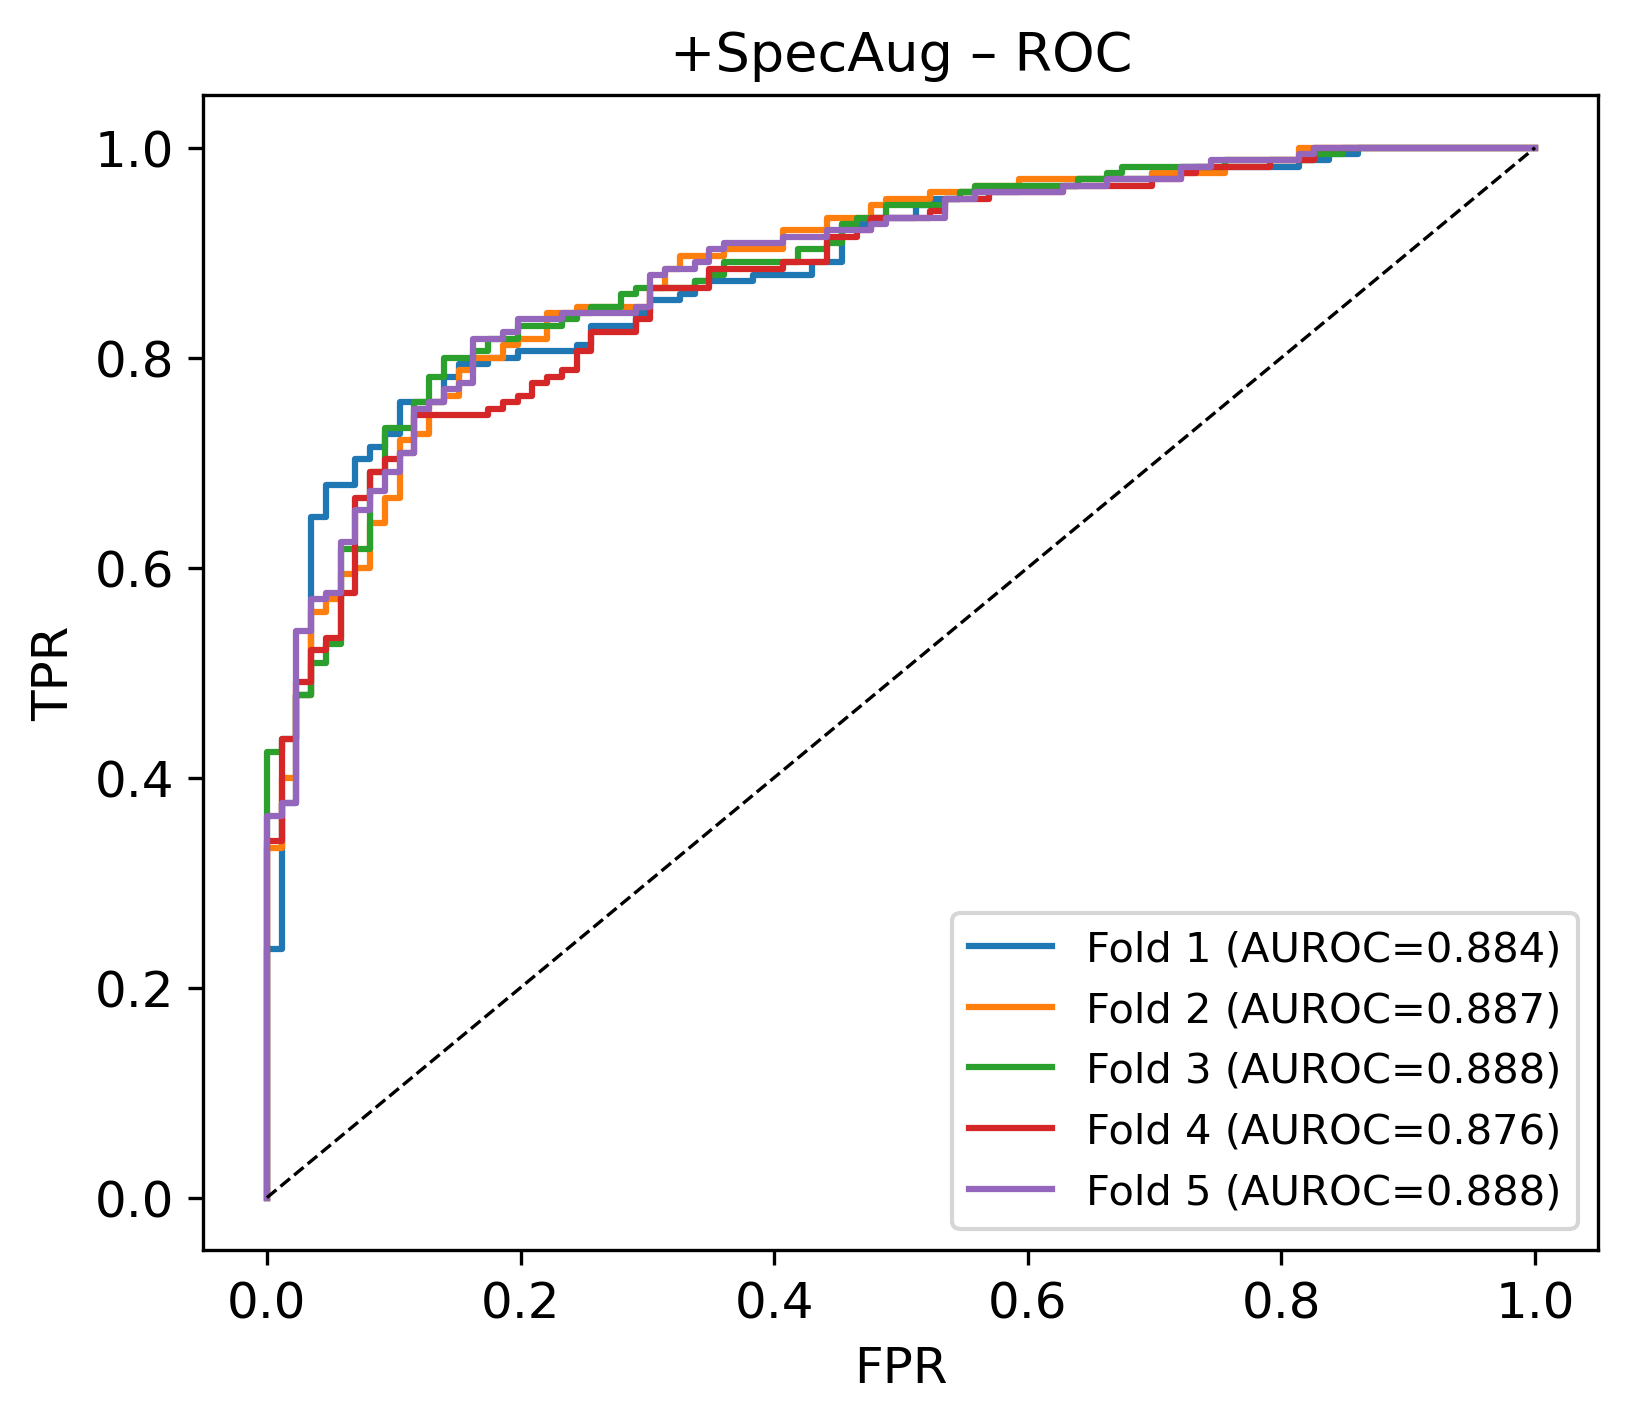 +SpecAug – ROC
1.0
0.8
0.6
0.4
0.2
0.0
TPR
0.0 0.2 0.4 0.6 0.8 1.0
FPR
Fold 1 (AUROC=0.884)
Fold 2 (AUROC=0.887)
Fold 3 (AUROC=0.888)
Fold 4 (AUROC=0.876)
Fold 5 (AUROC=0.888)